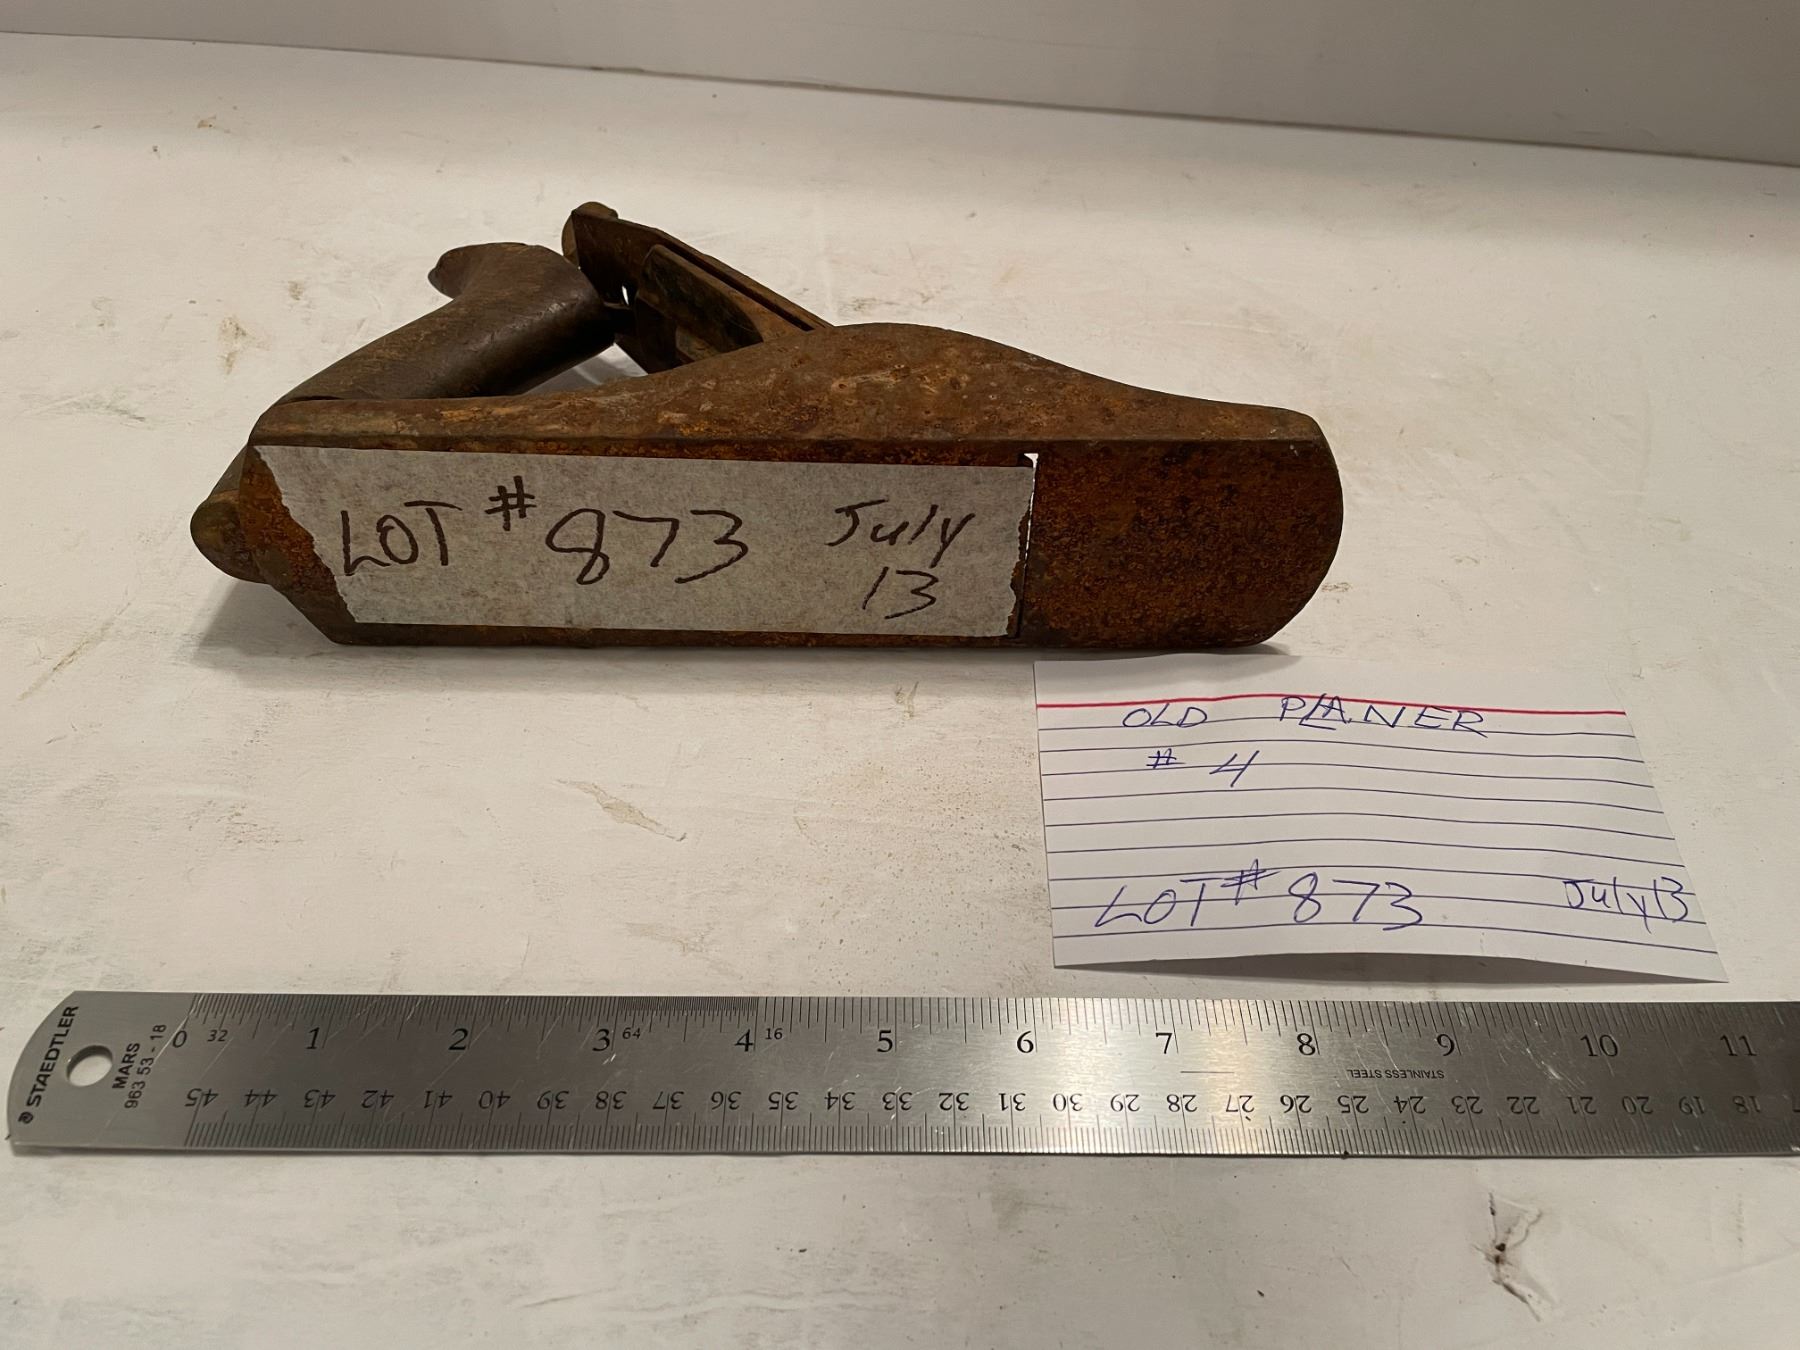 LOT # 873 July
13
OLD PLANER
# 4
LOT # 873 July 13
STAEDTLER
MARS
963 53-18
0 32 1 2 3 64 4 16 5 6 7 8 9 10 11
STAINLESS STEEL
45 44 43 42 41 40 39 38 37 36 35 34 33 32 31 30 29 28 27 26 25 24 23 22 21 20 19 18